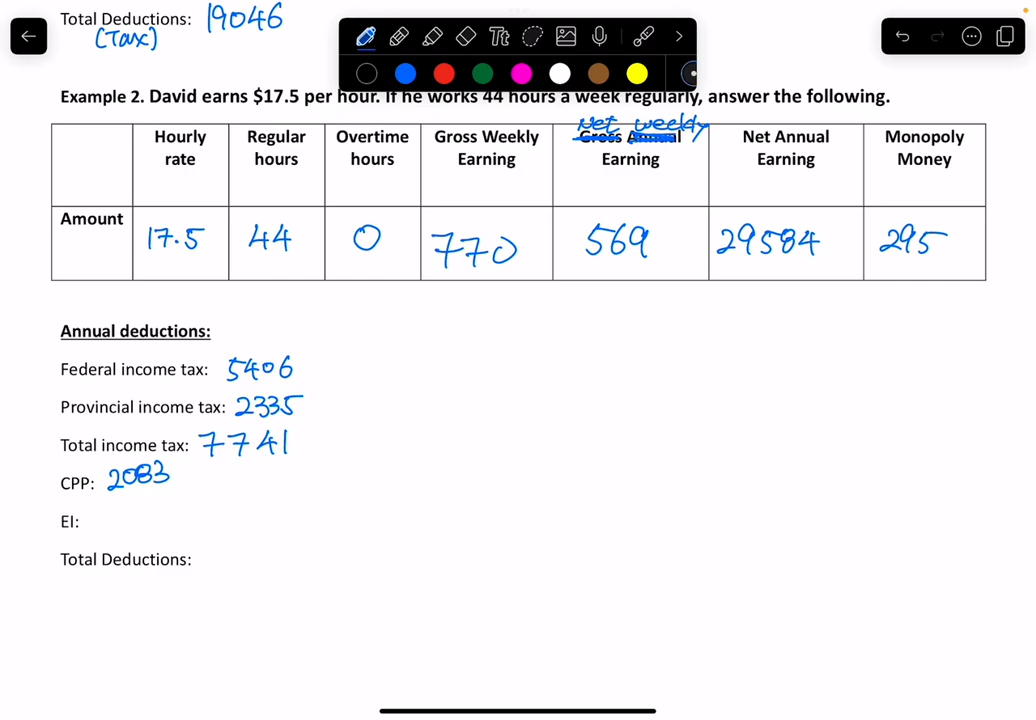 Total Deductions: 19046
(Tax)
Tt
Example 2. David earns $17.5 per hour. If he works 44 hours a week regularly, answer the following.
Net weekly
Hourly Regular Overtime Gross Weekly Gross Annual Net Annual Monopoly
rate hours hours Earning Earning Earning Money
Amount 17.5 44 0 770 569 29584 295
Annual deductions:
Federal income tax: 5406
Provincial income tax: 2335
Total income tax: 7741
CPP: 2083
EI:
Total Deductions: